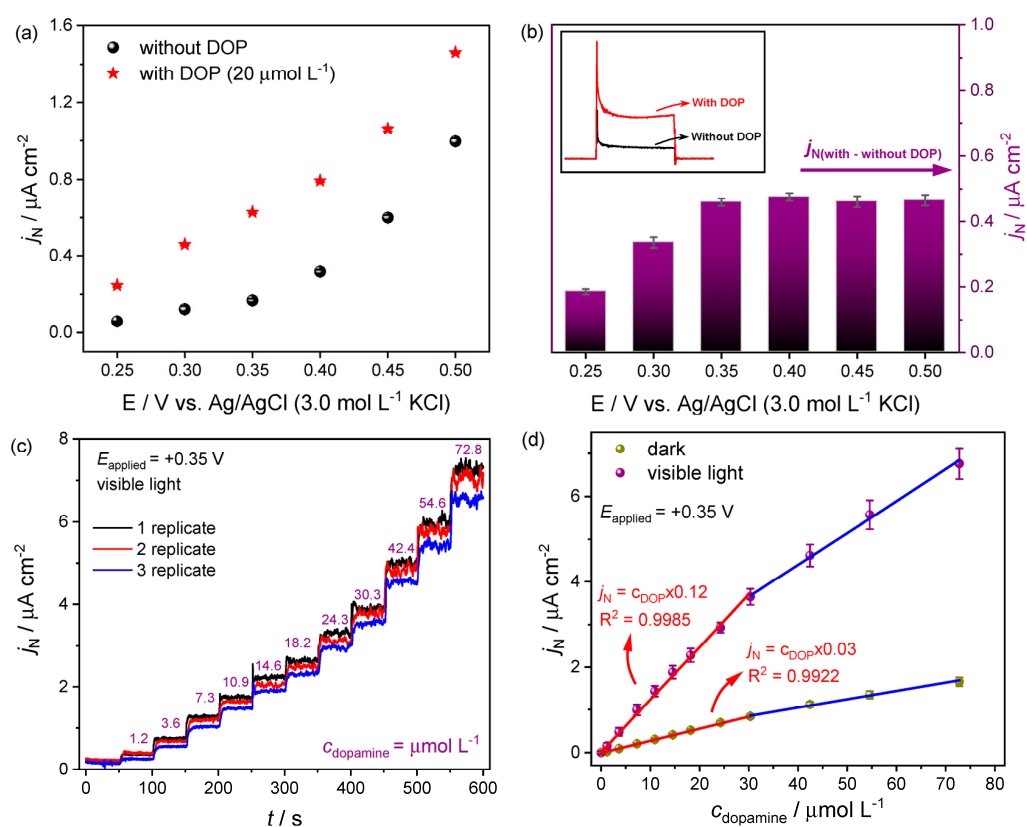 (a)
1.6
1.2
0.8
0.4
0.0
without DOP
with DOP (20 μmol L⁻¹)
jN / μA cm⁻²
0.25 0.30 0.35 0.40 0.45 0.50
E / V vs. Ag/AgCl (3.0 mol L⁻¹ KCl)
(b)
With DOP
Without DOP
jN(with - without DOP)
1.0
0.8
0.6
0.4
0.2
0.0
jN / μA cm⁻²
0.25 0.30 0.35 0.40 0.45 0.50
E / V vs. Ag/AgCl (3.0 mol L⁻¹ KCl)
(c)
8
6
4
2
0
jN / μA cm⁻²
Eapplied = +0.35 V
visible light
1 replicate
2 replicate
3 replicate
1.2
3.6
7.3
10.9
14.6
18.2
24.3
30.3
42.4
54.6
72.8
cdopamine = μmol L⁻¹
0 100 200 300 400 500 600
t / s
(d)
6
4
2
0
jN / μA cm⁻²
dark
visible light
Eapplied = +0.35 V
jN = cDOPx0.12
R² = 0.9985
jN = cDOPx0.03
R² = 0.9922
0 10 20 30 40 50 60 70 80
cdopamine / μmol L⁻¹